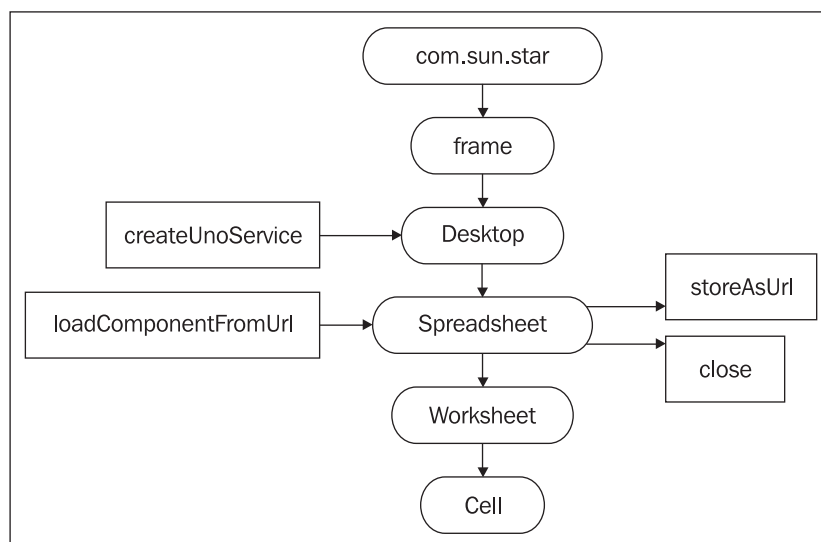 com.sun.star
frame
createUnoService
Desktop
storeAsUrl
loadComponentFromUrl
Spreadsheet
close
Worksheet
Cell